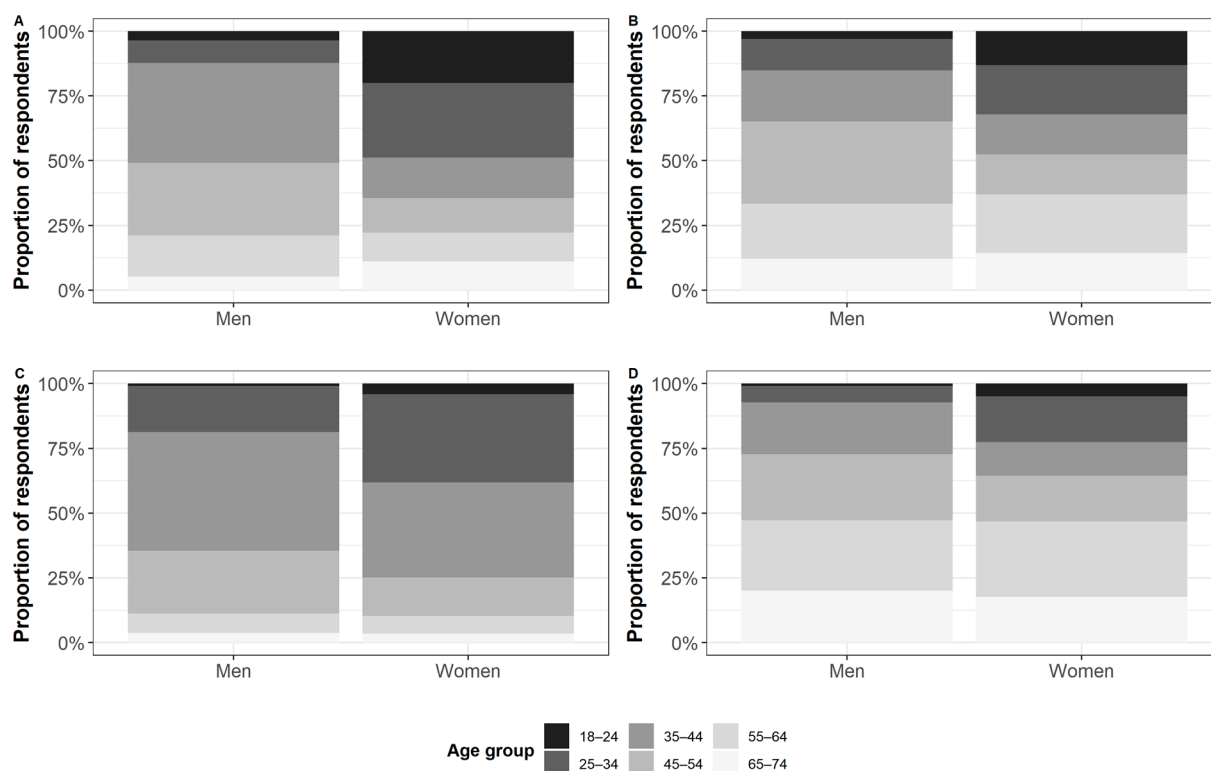 A
Proportion of respondents
100%
75%
50%
25%
0%
Men Women
B
Proportion of respondents
100%
75%
50%
25%
0%
Men Women
C
Proportion of respondents
100%
75%
50%
25%
0%
Men Women
D
Proportion of respondents
100%
75%
50%
25%
0%
Men Women
Age group
18–24 35–44 55–64
25–34 45–54 65–74